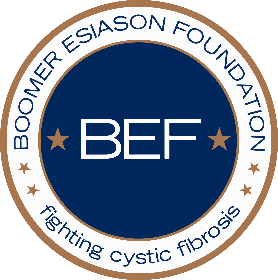 BOOMER ESIASON FOUNDATION
BEF
fighting cystic fibrosis